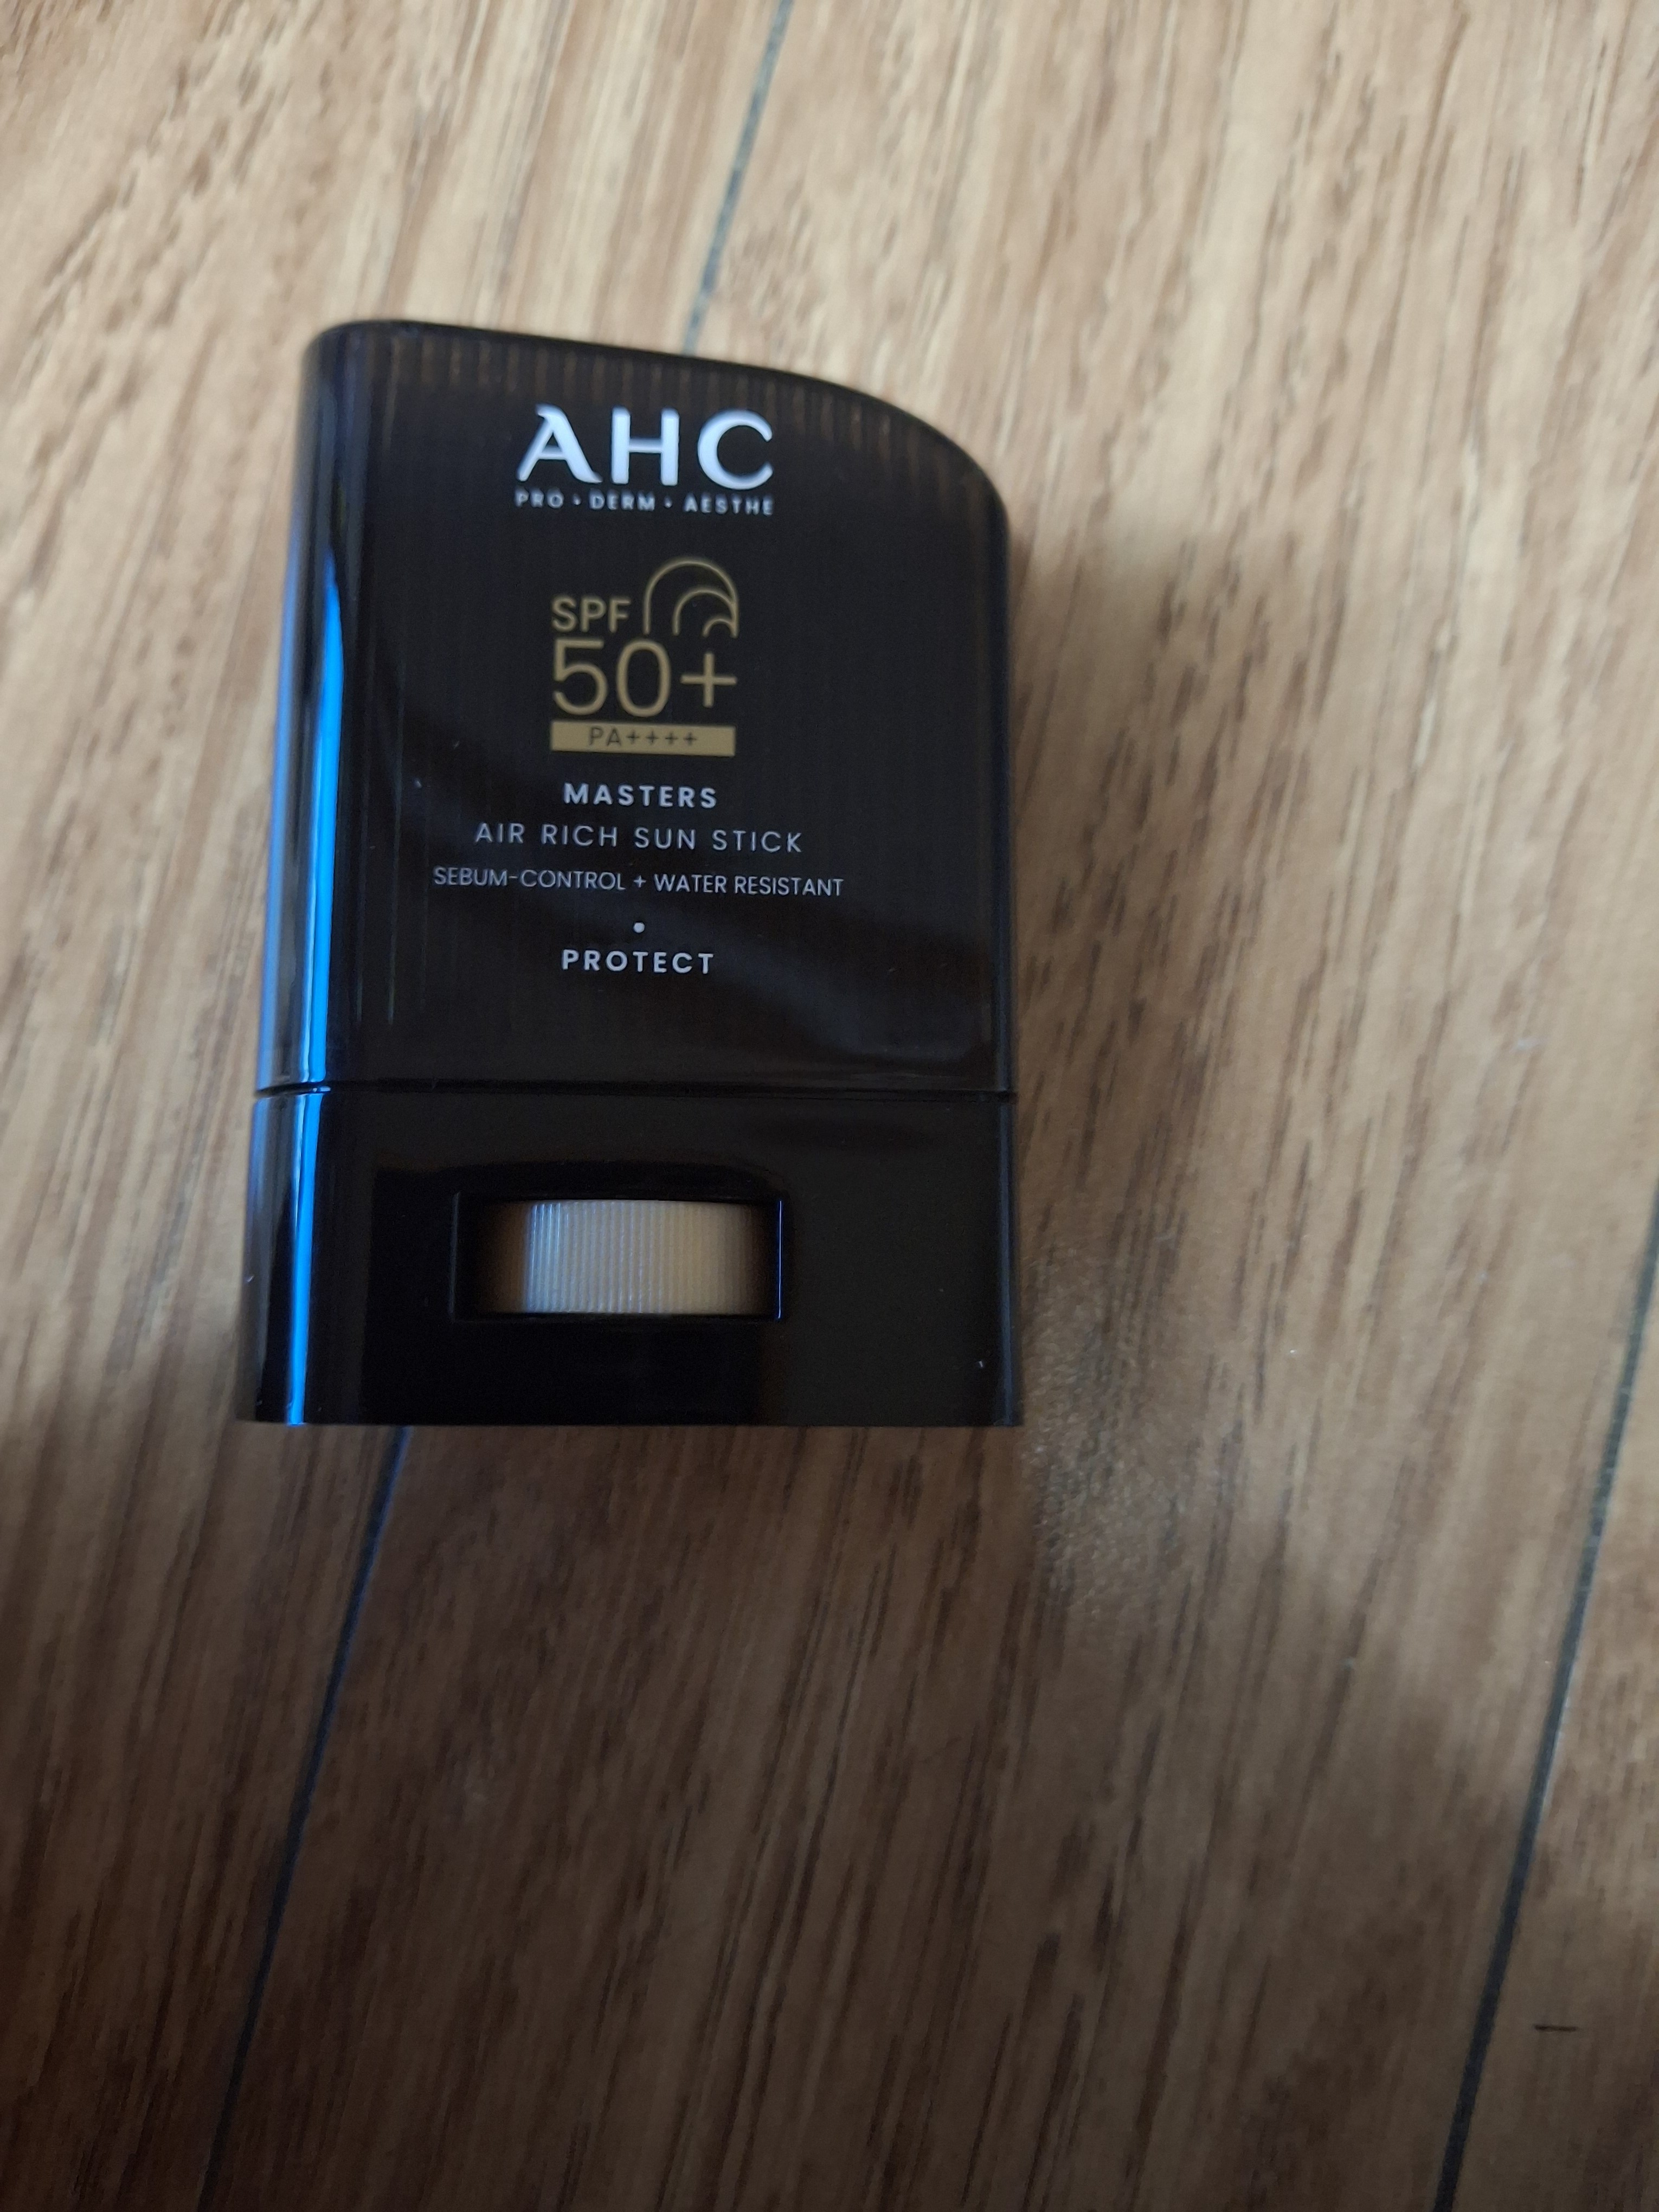 AHC
PRO · DERM · AESTHE
SPF
50+
PA++++
MASTERS
AIR RICH SUN STICK
SEBUM-CONTROL + WATER RESISTANT
•
PROTECT